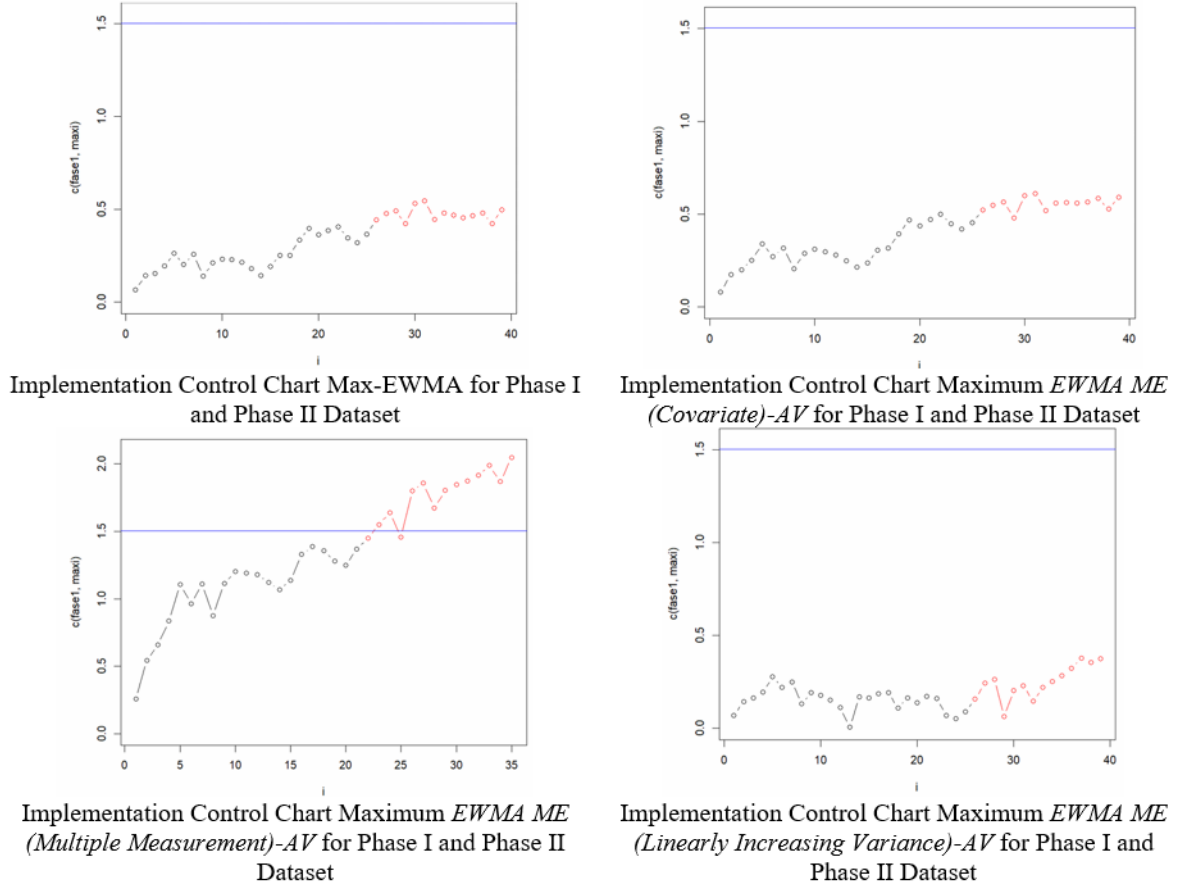 1.5
1.0
0.5
0.0
c(fase1, maxi)
0 10 20 30 40
i
Implementation Control Chart Max-EWMA for Phase I
and Phase II Dataset
1.5
1.0
0.5
0.0
c(fase1, maxi)
0 10 20 30 40
i
Implementation Control Chart Maximum EWMA ME
(Covariate)-AV for Phase I and Phase II Dataset
2.0
1.5
1.0
0.5
0.0
c(fase1, maxi)
0 5 10 15 20 25 30 35
i
Implementation Control Chart Maximum EWMA ME
(Multiple Measurement)-AV for Phase I and Phase II
Dataset
1.5
1.0
0.5
0.0
c(fase1, maxi)
0 10 20 30 40
i
Implementation Control Chart Maximum EWMA ME
(Linearly Increasing Variance)-AV for Phase I and
Phase II Dataset